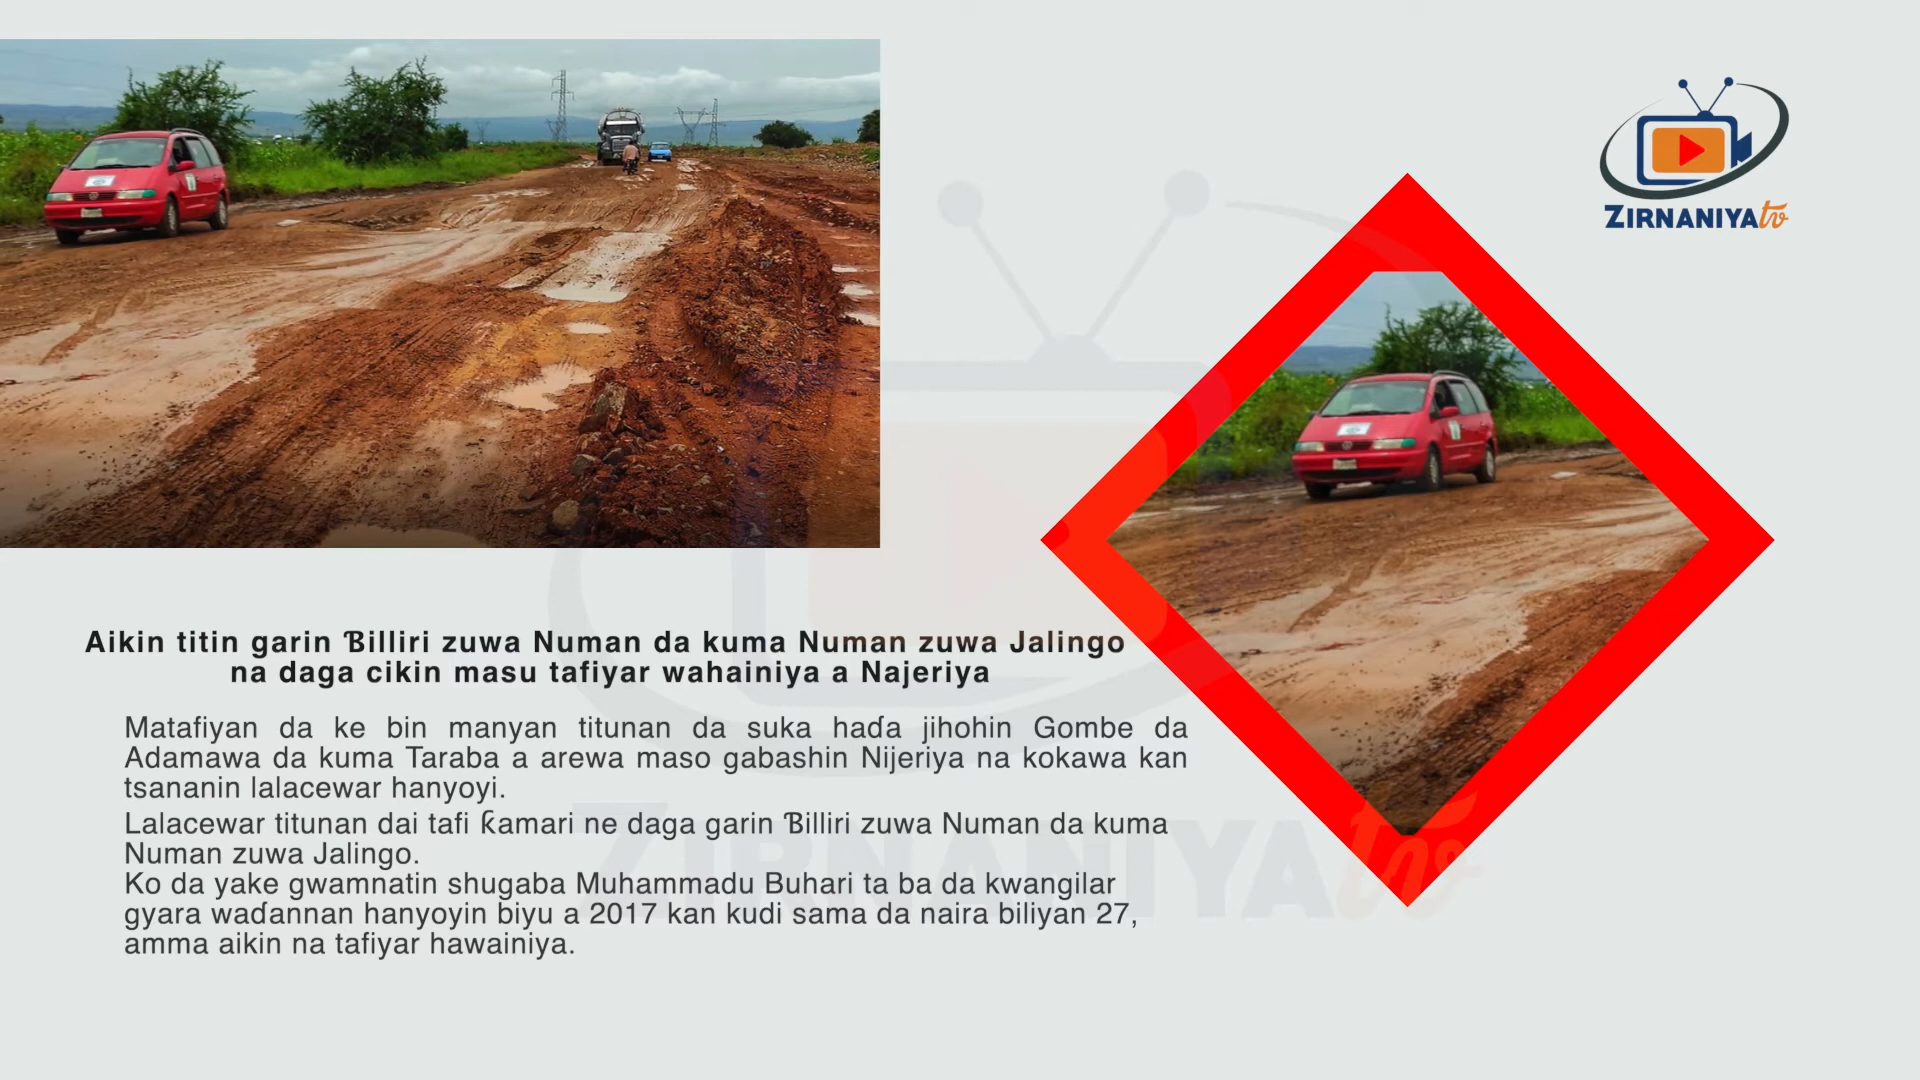 ZIRNANIYA tv
Aikin titin garin Ɓilliri zuwa Numan da kuma Numan zuwa Jalingo
na daga cikin masu tafiyar wahainiya a Najeriya
Matafiyan da ke bin manyan titunan da suka haɗa jihohin Gombe da
Adamawa da kuma Taraba a arewa maso gabashin Nijeriya na kokawa kan
tsananin lalacewar hanyoyi.
Lalacewar titunan dai tafi ƙamari ne daga garin Ɓilliri zuwa Numan da kuma
Numan zuwa Jalingo.
Ko da yake gwamnatin shugaba Muhammadu Buhari ta ba da kwangilar
gyara waɗannan hanyoyin biyu a 2017 kan kudi sama da naira biliyan 27,
amma aikin na tafiyar hawainiya.
ZIRNANIYA tv